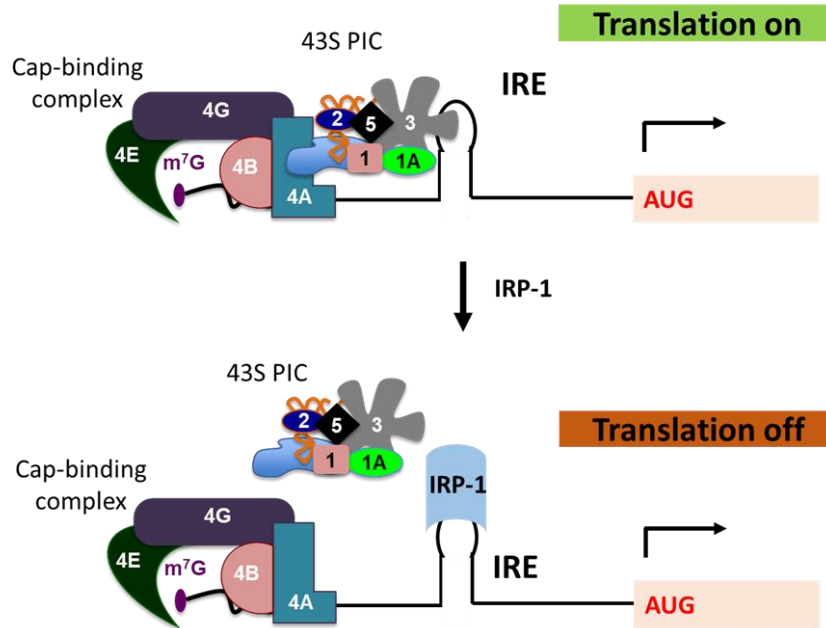 43S PIC
Translation on
Cap-binding
complex
IRE
4G
2
5
3
4E
m⁷G
4B
1
1A
4A
AUG
IRP-1
43S PIC
2
5
3
Translation off
1
1A
Cap-binding
complex
IRP-1
4G
4E
m⁷G
4B
IRE
4A
AUG